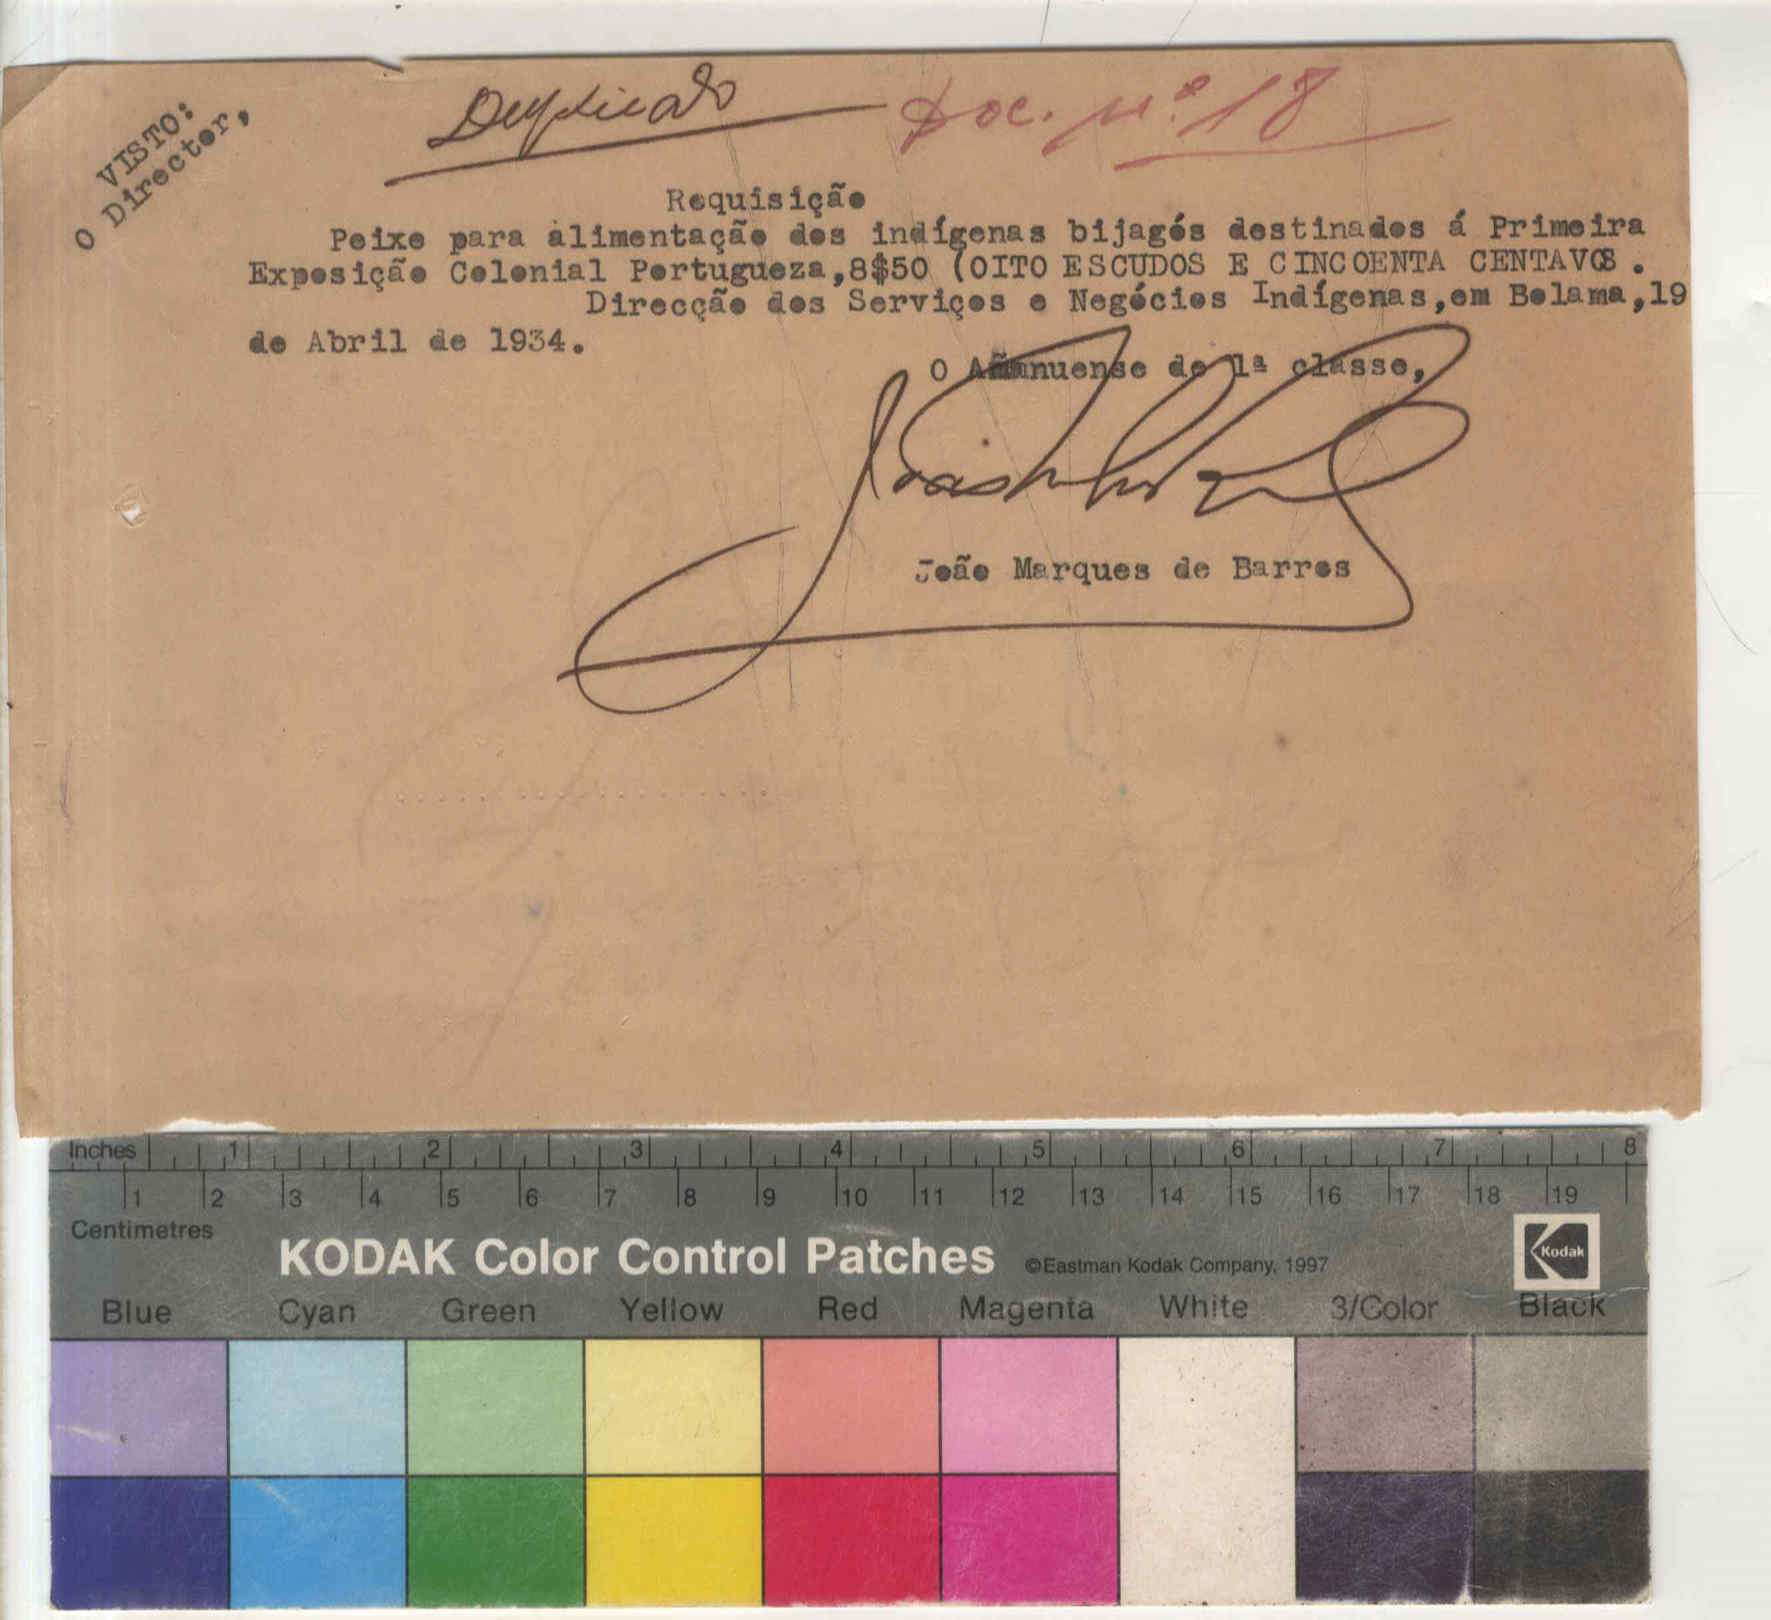 VISTO:
O Director,
Duplicado
Doc. nº 18
Requisição
Peixe para alimentação dos indígenas bijagós destinados á Primeira
Exposição Colonial Portugueza,8$50 (OITO ESCUDOS E CINCOENTA CENTAVOS .
Direcção dos Serviços e Negócios Indígenas,em Bolama,19
de Abril de 1934.
O Amanuense de 1ª classe,
João Marques de Barros
Inches 1 2 3 4 5 6 7 8
1 2 3 4 5 6 7 8 9 10 11 12 13 14 15 16 17 18 19
Centimetres
KODAK Color Control Patches ©Eastman Kodak Company, 1997 Kodak
Blue Cyan Green Yellow Red Magenta White 3/Color Black